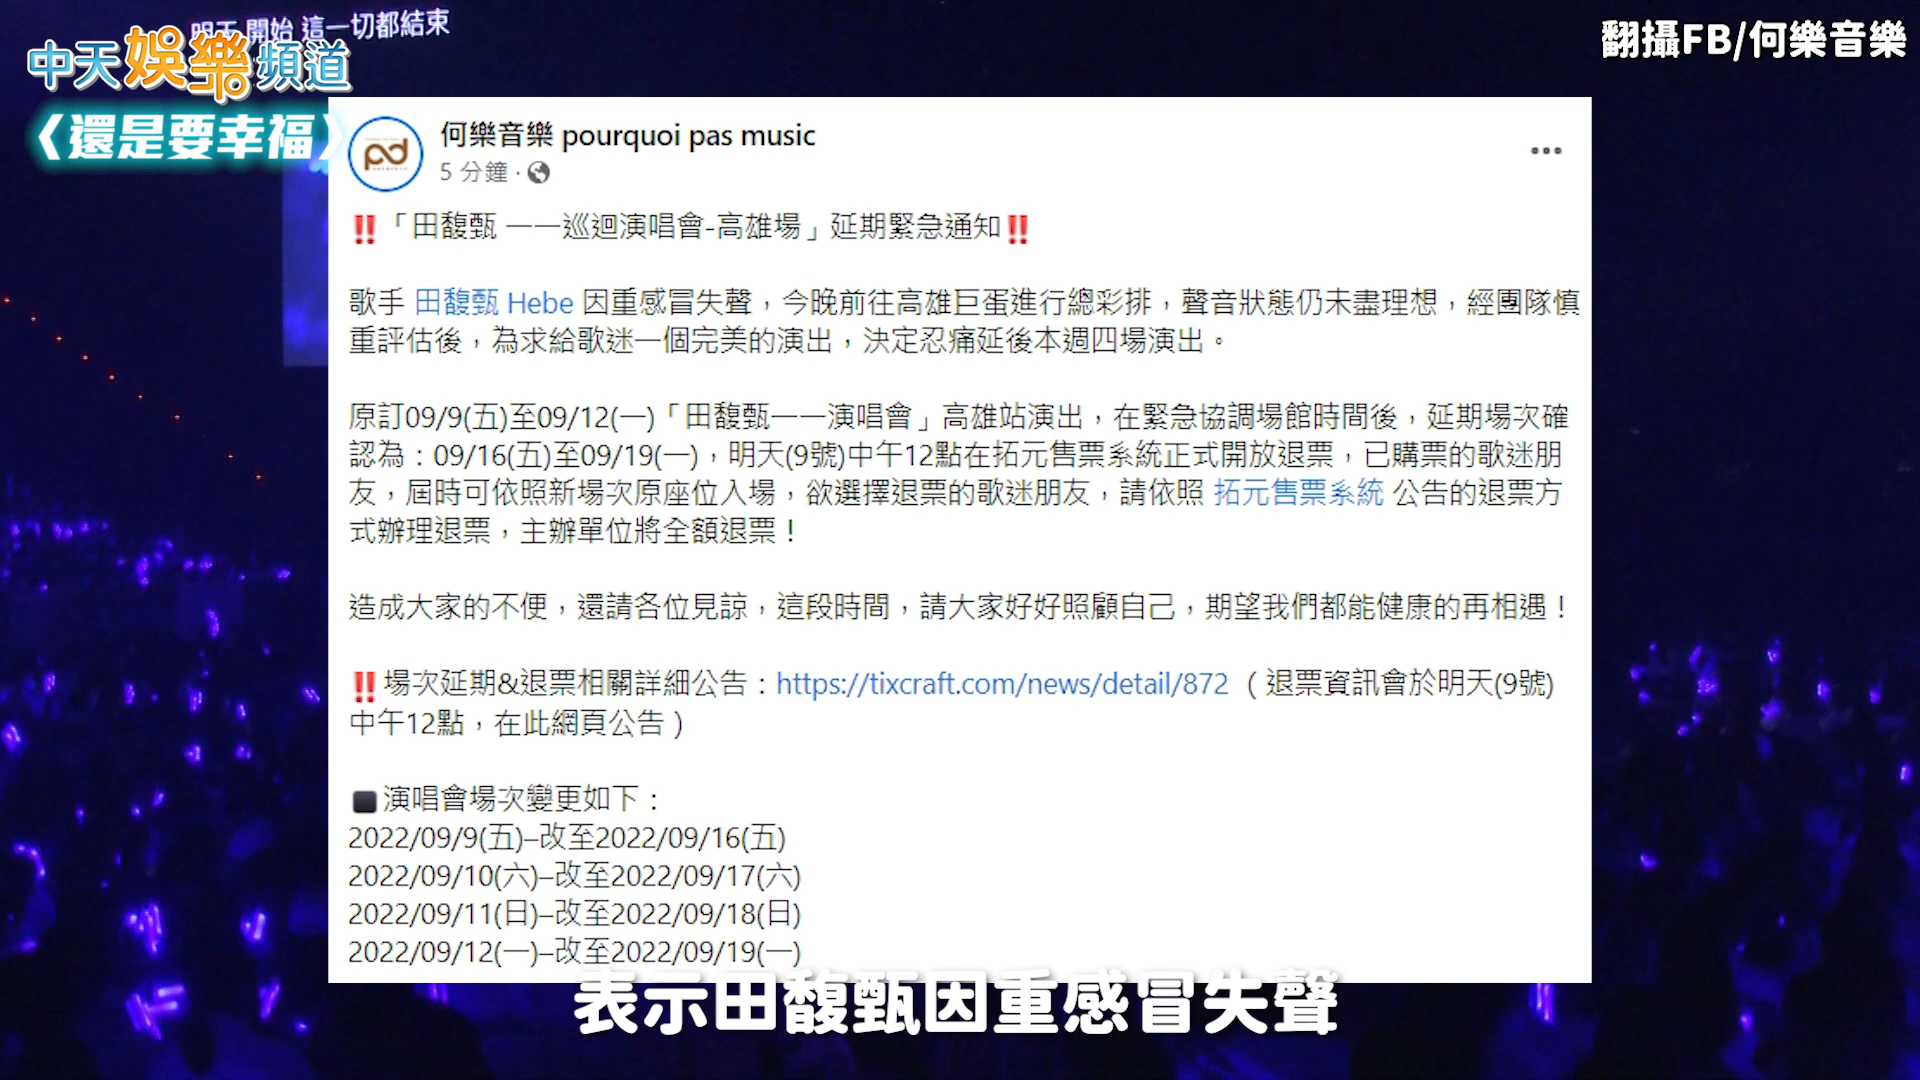 開始 這一切都結束
中天娛樂頻道
《還是要幸福》
翻攝FB/何樂音樂
何樂音樂 pourquoi pas music
5 分鐘 ·
‼️「田馥甄 一一巡迴演唱會-高雄場」延期緊急通知‼️
歌手 田馥甄 Hebe 因重感冒失聲，今晚前往高雄巨蛋進行總彩排，聲音狀態仍未盡理想，經團隊慎
重評估後，為求給歌迷一個完美的演出，決定忍痛延後本週四場演出。
原訂09/9(五)至09/12(一)「田馥甄一一演唱會」高雄站演出，在緊急協調場館時間後，延期場次確
認為：09/16(五)至09/19(一)，明天(9號)中午12點在拓元售票系統正式開放退票，已購票的歌迷朋
友，屆時可依照新場次原座位入場，欲選擇退票的歌迷朋友，請依照 拓元售票系統 公告的退票方
式辦理退票，主辦單位將全額退票！
造成大家的不便，還請各位見諒，這段時間，請大家好好照顧自己，期望我們都能健康的再相遇！
‼️場次延期&退票相關詳細公告：https://tixcraft.com/news/detail/872 （退票資訊會於明天(9號)
中午12點，在此網頁公告）
◾️演唱會場次變更如下：
2022/09/9(五)–改至2022/09/16(五)
2022/09/10(六)–改至2022/09/17(六)
2022/09/11(日)–改至2022/09/18(日)
2022/09/12(一)–改至2022/09/19(一)
表示田馥甄因重感冒失聲